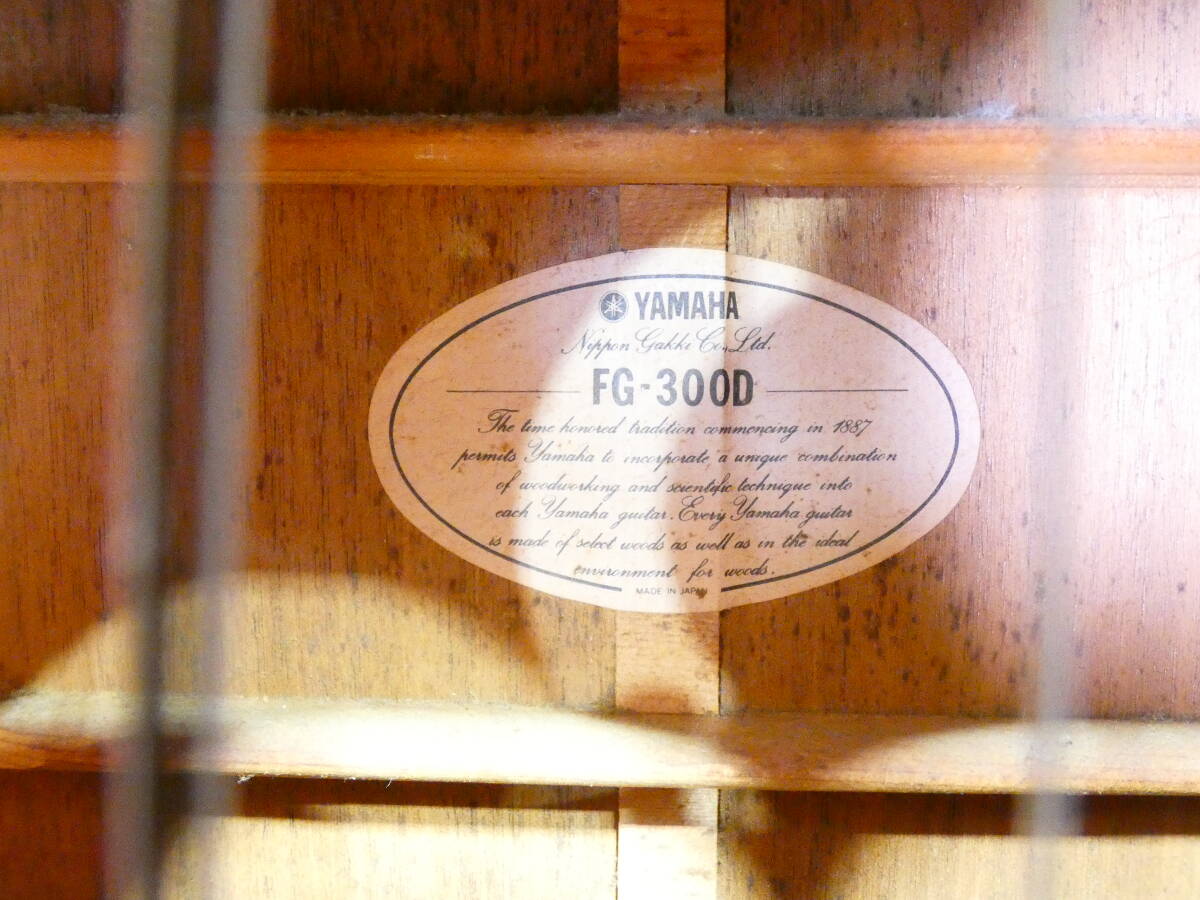 YAMAHA
Nippon Gakki Co., Ltd.
FG-300D
The time honored tradition commencing in 1887
permits Yamaha to incorporate a unique combination
of woodworking and scientific technique into
each Yamaha guitar. Every Yamaha guitar
is made of select woods as well as in the ideal
environment for woods.
MADE IN JAPAN